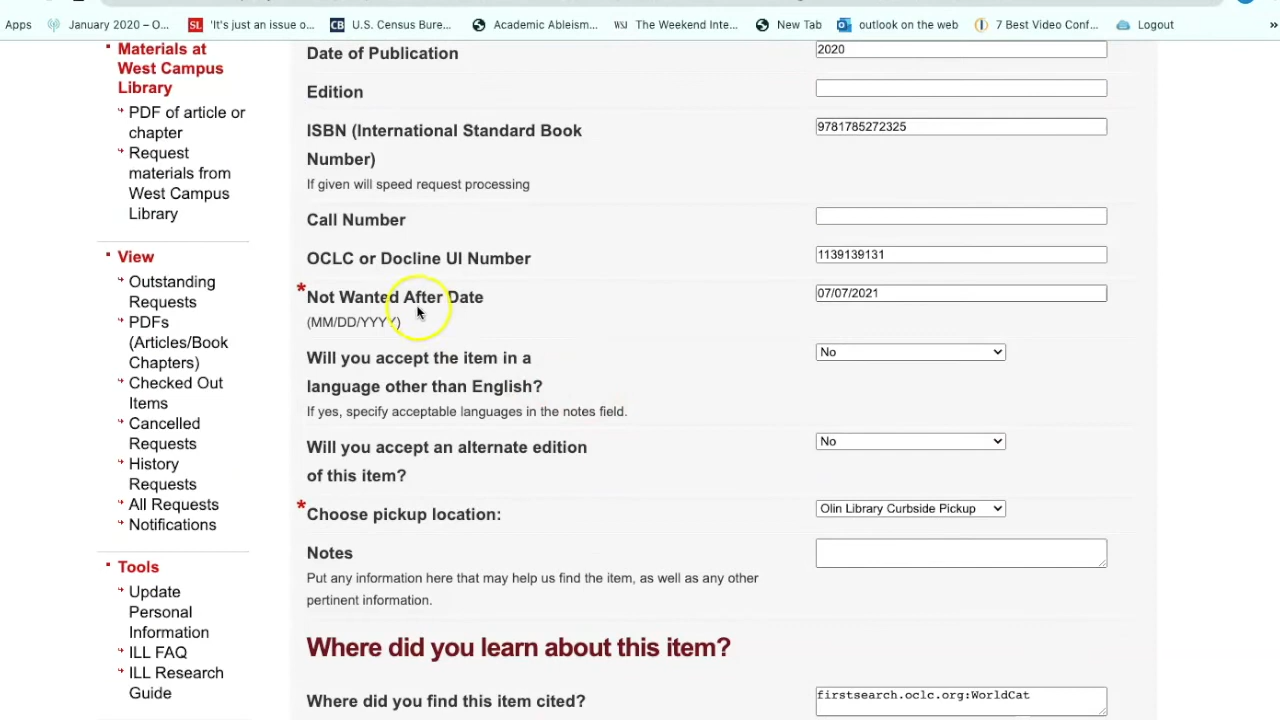 Apps January 2020 – O... 'It's just an issue o... U.S. Census Bure... Academic Ableism... WSJ The Weekend Inte... New Tab outlook on the web 7 Best Video Conf... Logout »
Materials at
West Campus
Library
PDF of article or
chapter
Request
materials from
West Campus
Library
View
Outstanding
Requests
PDFs
(Articles/Book
Chapters)
Checked Out
Items
Cancelled
Requests
History
Requests
All Requests
Notifications
Tools
Update
Personal
Information
ILL FAQ
ILL Research
Guide
Date of Publication 2020
Edition
ISBN (International Standard Book 9781785272325
Number)
If given will speed request processing
Call Number
OCLC or Docline UI Number 1139139131
*Not Wanted After Date 07/07/2021
(MM/DD/YYYY)
Will you accept the item in a No
language other than English?
If yes, specify acceptable languages in the notes field.
Will you accept an alternate edition No
of this item?
*Choose pickup location: Olin Library Curbside Pickup
Notes
Put any information here that may help us find the item, as well as any other
pertinent information.
Where did you learn about this item?
Where did you find this item cited? firstsearch.oclc.org:WorldCat